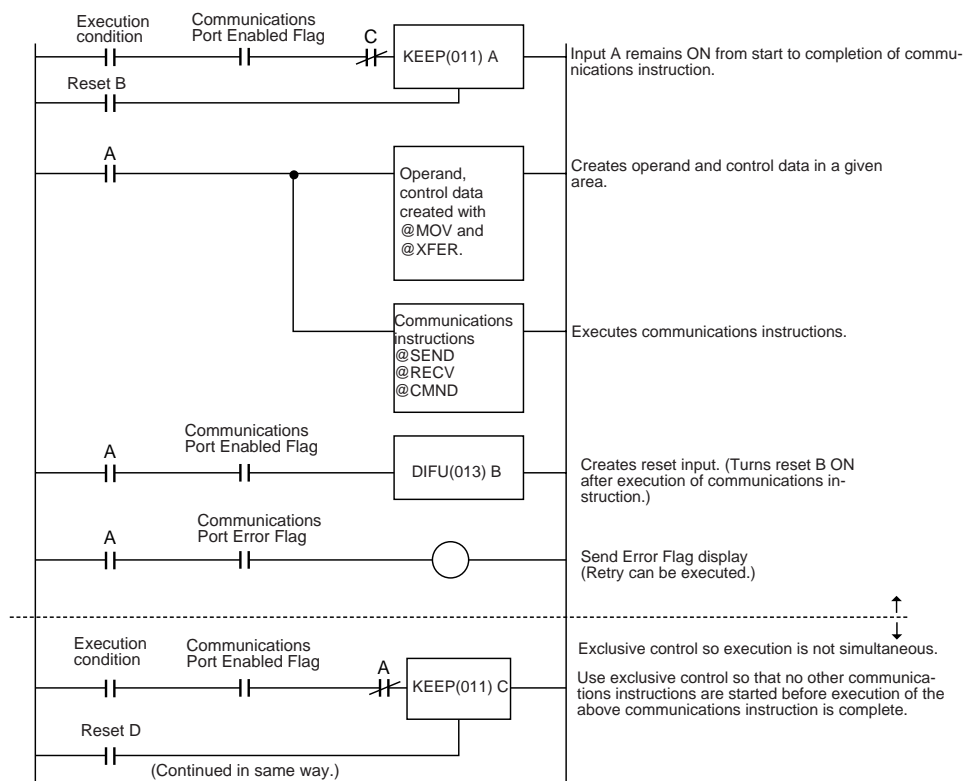 Execution
condition
Communications
Port Enabled Flag
C
KEEP(011) A
Input A remains ON from start to completion of commu-
nications instruction.
Reset B
A
Operand,
control data
created with
@MOV and
@XFER.
Creates operand and control data in a given
area.
Communications
instructions
@SEND
@RECV
@CMND
Executes communications instructions.
A
Communications
Port Enabled Flag
DIFU(013) B
Creates reset input. (Turns reset B ON
after execution of communications in-
struction.)
A
Communications
Port Error Flag
Send Error Flag display
(Retry can be executed.)
Exclusive control so execution is not simultaneous.
Execution
condition
Communications
Port Enabled Flag
A
KEEP(011) C
Use exclusive control so that no other communica-
tions instructions are started before execution of the
above communications instruction is complete.
Reset D
(Continued in same way.)